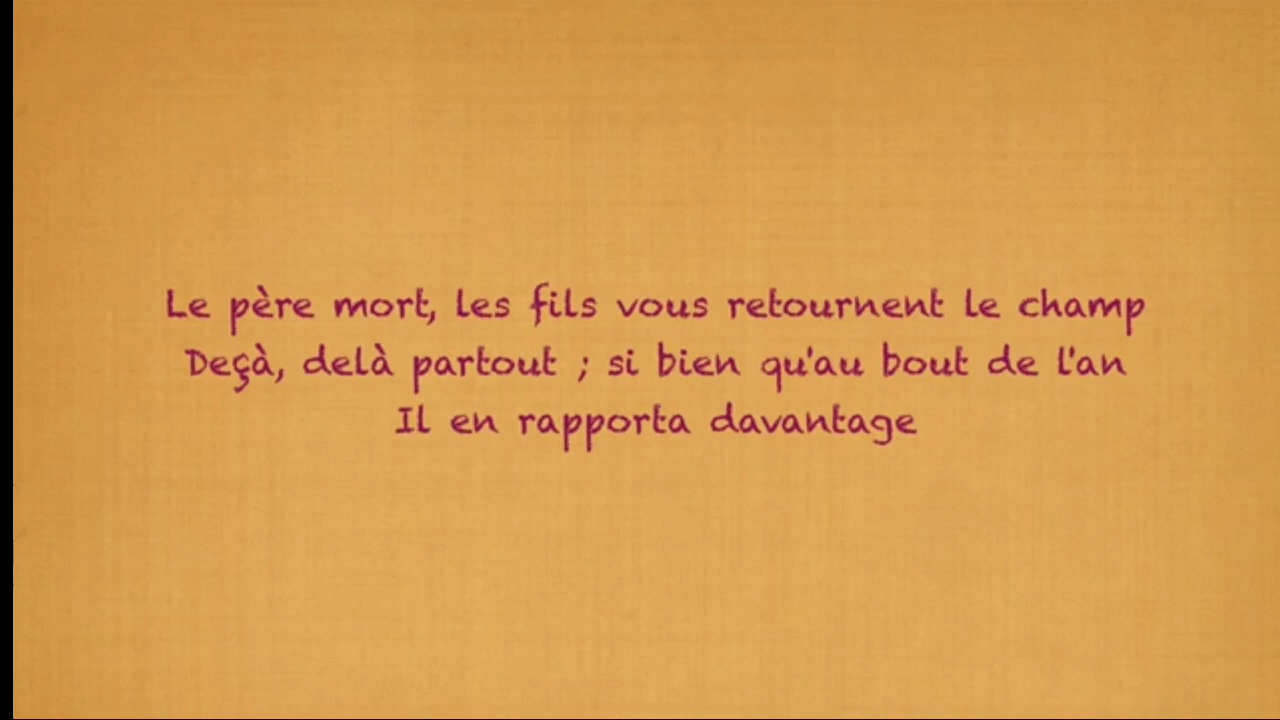 Le père mort, les fils vous retournent le champ
Deçà, delà partout ; si bien qu'au bout de l'an
Il en rapporta davantage